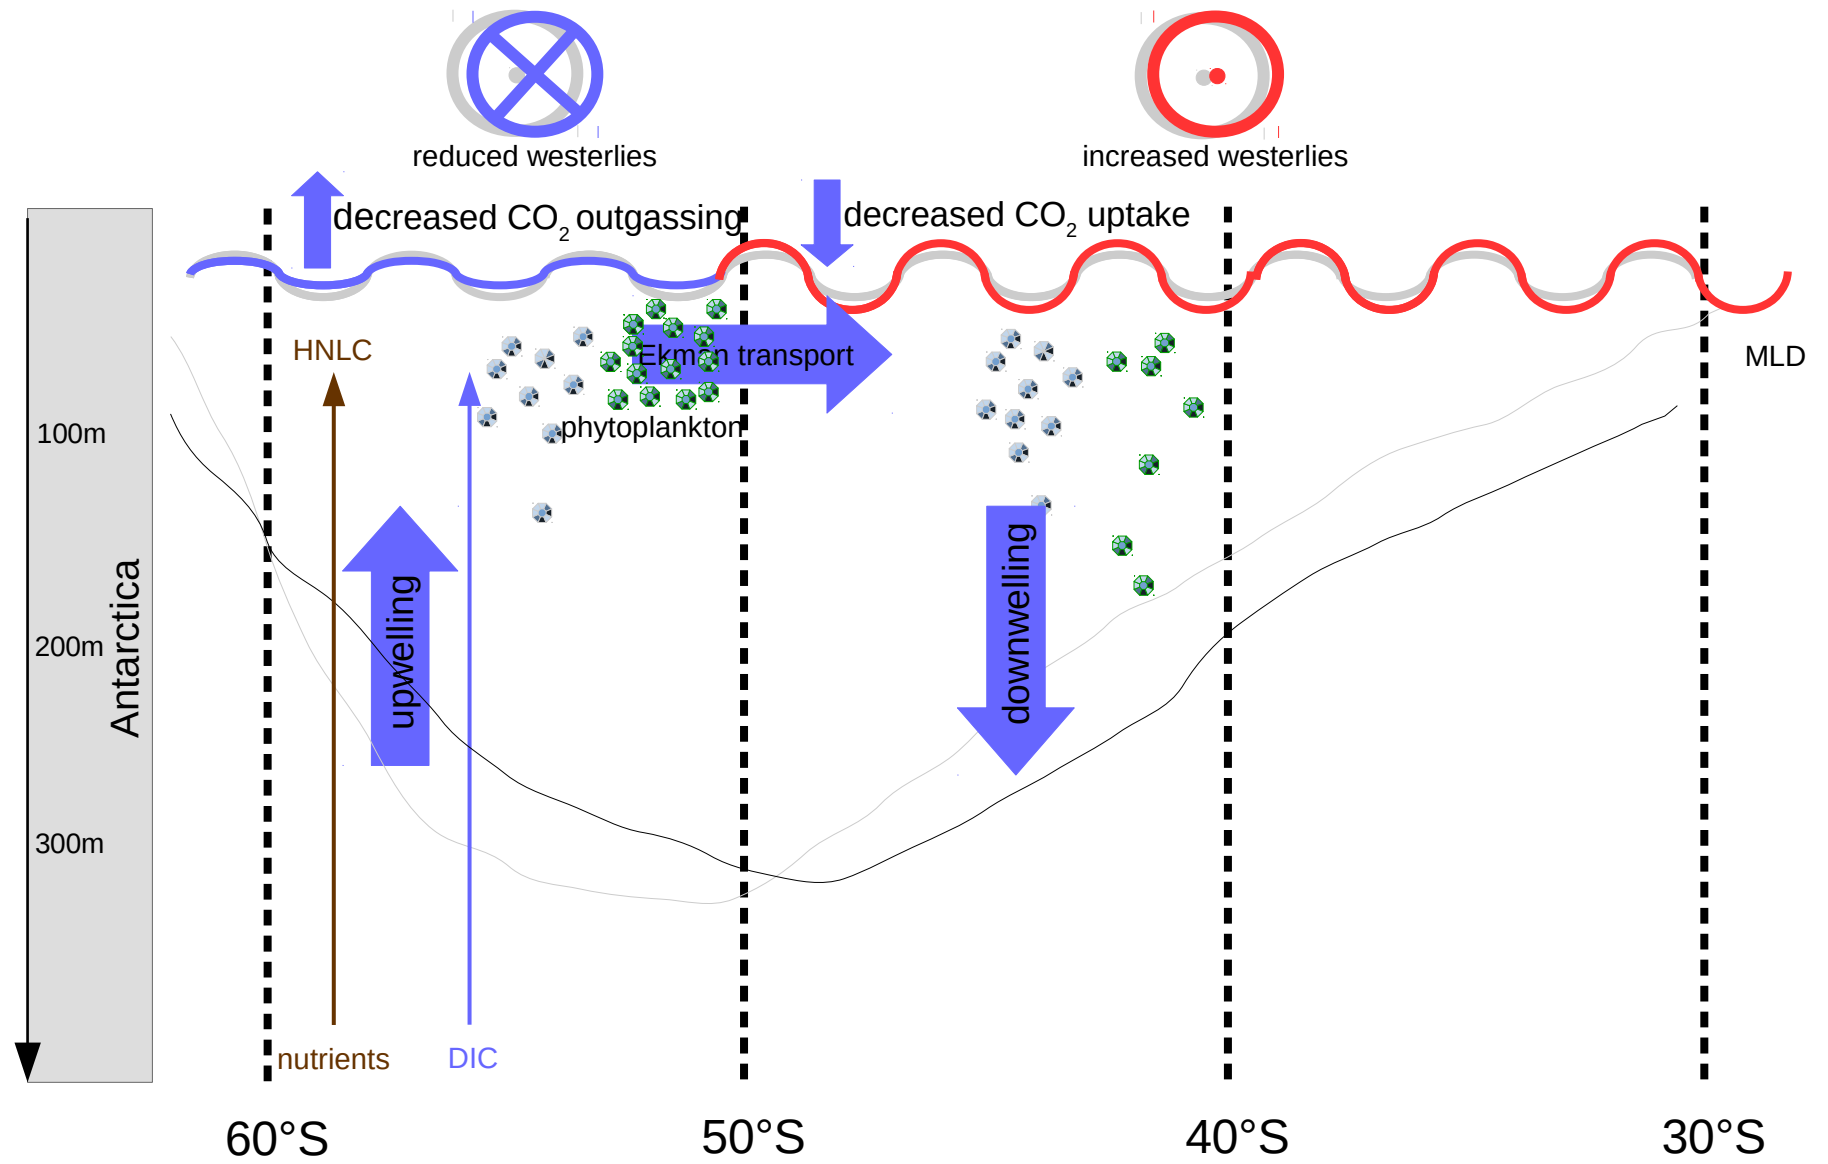 reduced westerlies
increased westerlies
decreased CO2 outgassing
decreased CO2 uptake
HNLC
Ekman transport
MLD
phytoplankton
100m
200m
300m
Antarctica
upwelling
downwelling
nutrients
DIC
60°S
50°S
40°S
30°S